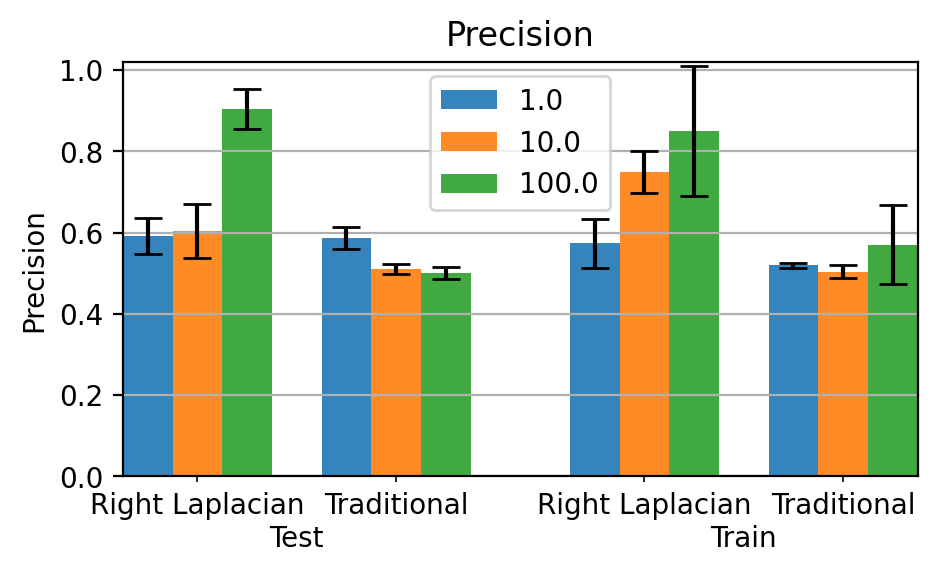 Precision
1.0
0.8
0.6
0.4
0.2
0.0
Precision
1.0
10.0
100.0
Right Laplacian Traditional Right Laplacian Traditional
Test Train